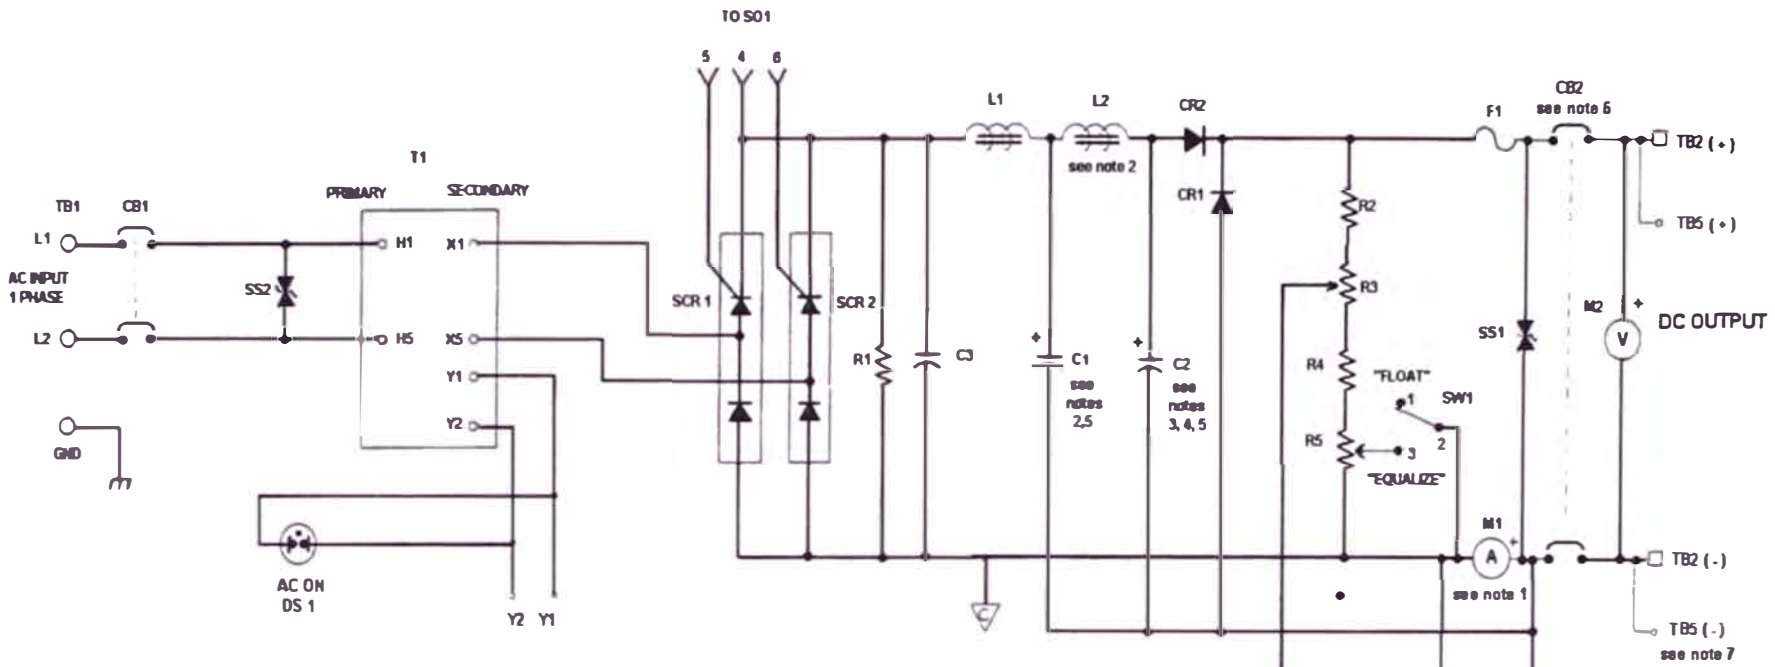 TO SO1
5 4 6
L1
L2
see note 2
CR2
CR1
F1
CB2
see note 6
TB2 (+)
TB5 (+)
T1
PRIMARY
SECONDARY
TB1
CB1
L1
AC INPUT
1 PHASE
L2
GND
SS2
H1
X1
H5
X5
Y1
Y2
SCR 1
SCR 2
R1
C3
+
C1
see
notes
2,5
+
C2
see
notes
3, 4, 5
R2
R3
R4
R5
"FLOAT"
1
SW1
2
3
"EQUALIZE"
SS1
M2
+
V
DC OUTPUT
M1
+
A
see note 1
TB2 (-)
TB5 (-)
see note 7
AC ON
DS 1
Y2 Y1
C